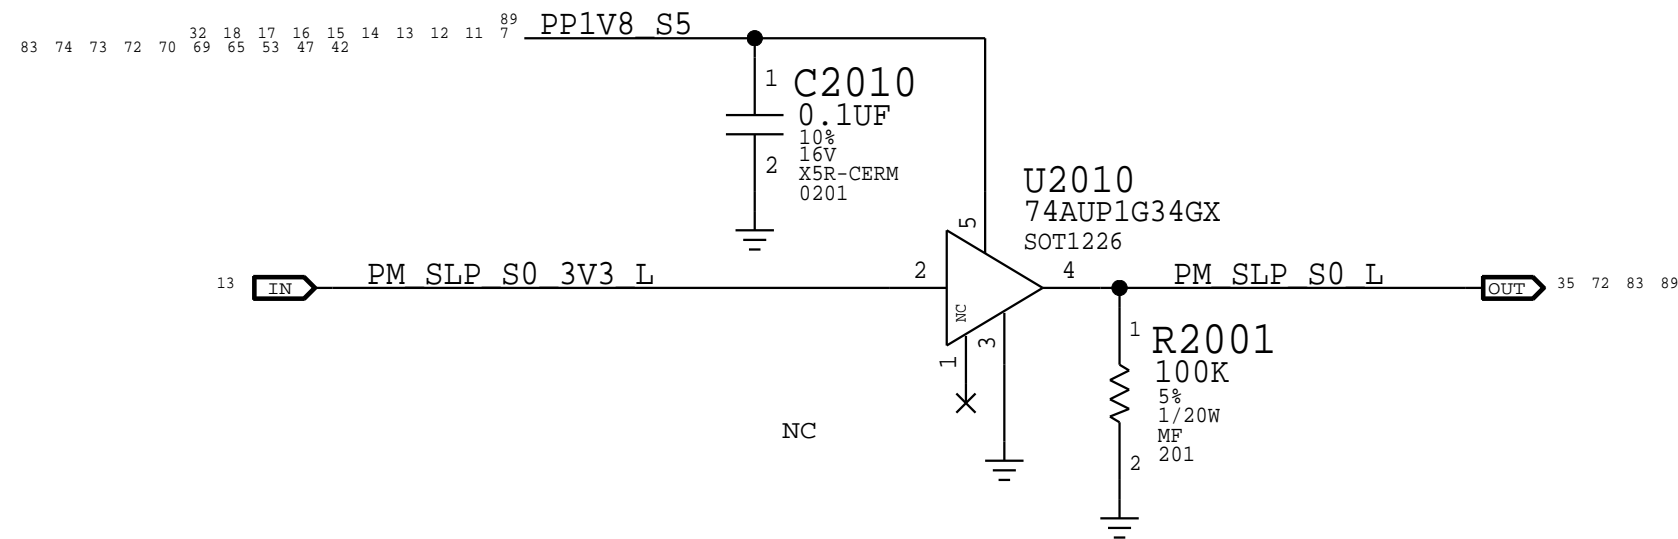 89 PP1V8_S5
32 18 17 16 15 14 13 12 11 7
83 74 73 72 70 69 65 53 47 42
1 C2010
0.1UF
10%
16V
2 X5R-CERM
0201
U2010
74AUP1G34GX
SOT1226
5
13 IN PM_SLP_S0_3V3_L 2 4 PM_SLP_S0_L OUT 35 72 83 89
NC
1 3
1 R2001
100K
5%
1/20W
MF
2 201
NC